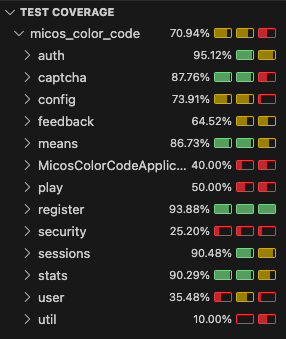 TEST COVERAGE
micos_color_code 70.94%
auth 95.12%
captcha 87.76%
config 73.91%
feedback 64.52%
means 86.73%
MicosColorCodeApplic... 40.00%
play 50.00%
register 93.88%
security 25.20%
sessions 90.48%
stats 90.29%
user 35.48%
util 10.00%